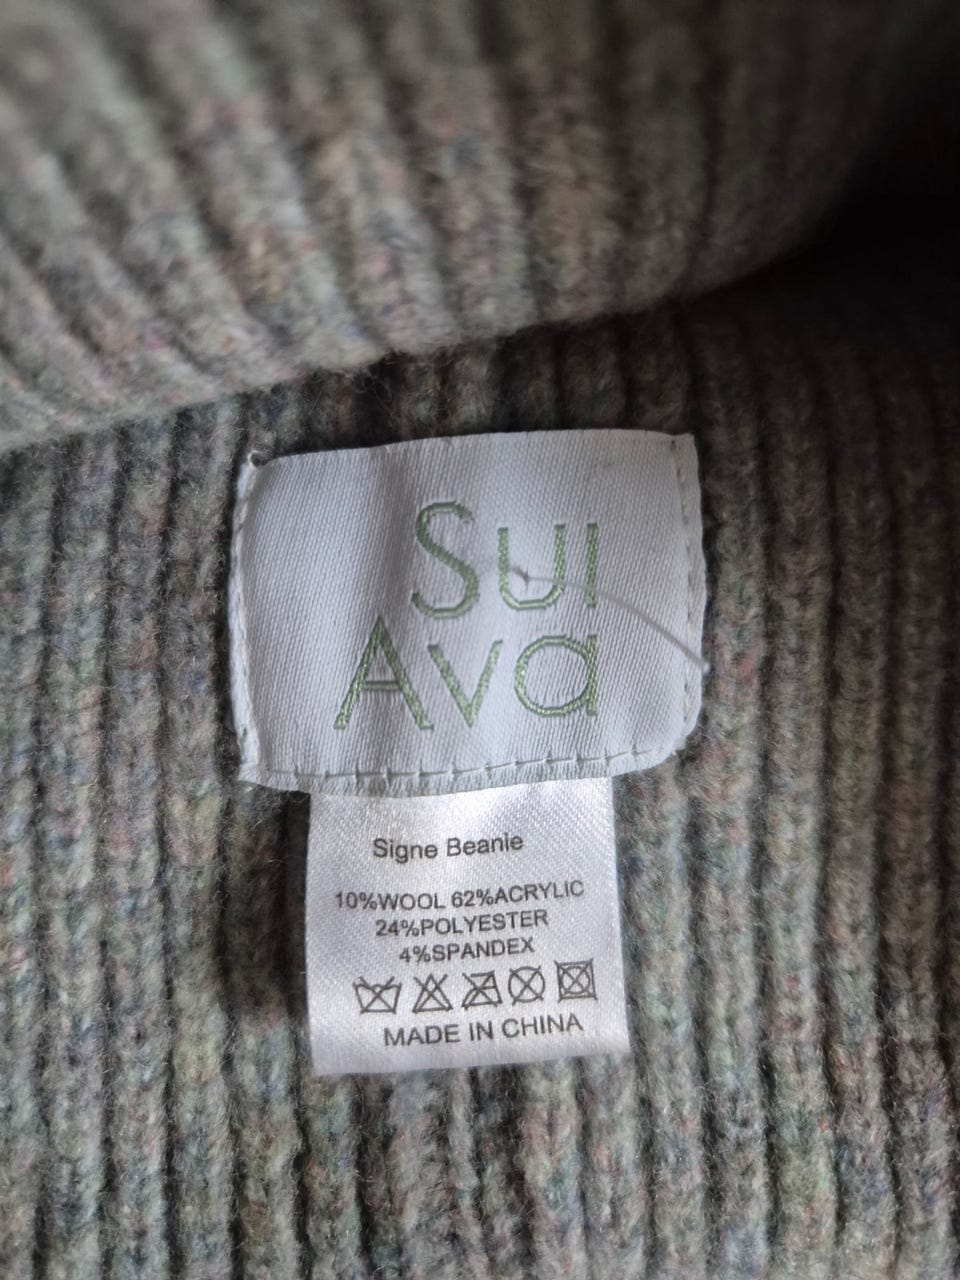 Sui
Ava
Signe Beanie
10%WOOL 62%ACRYLIC
24%POLYESTER
4%SPANDEX
MADE IN CHINA